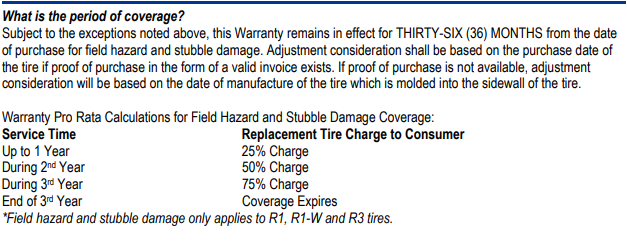 What is the period of coverage?
Subject to the exceptions noted above, this Warranty remains in effect for THIRTY-SIX (36) MONTHS from the date
of purchase for field hazard and stubble damage. Adjustment consideration shall be based on the purchase date of
the tire if proof of purchase in the form of a valid invoice exists. If proof of purchase is not available, adjustment
consideration will be based on the date of manufacture of the tire which is molded into the sidewall of the tire.
Warranty Pro Rata Calculations for Field Hazard and Stubble Damage Coverage:
Service Time Replacement Tire Charge to Consumer
Up to 1 Year 25% Charge
During 2nd Year 50% Charge
During 3rd Year 75% Charge
End of 3rd Year Coverage Expires
*Field hazard and stubble damage only applies to R1, R1-W and R3 tires.